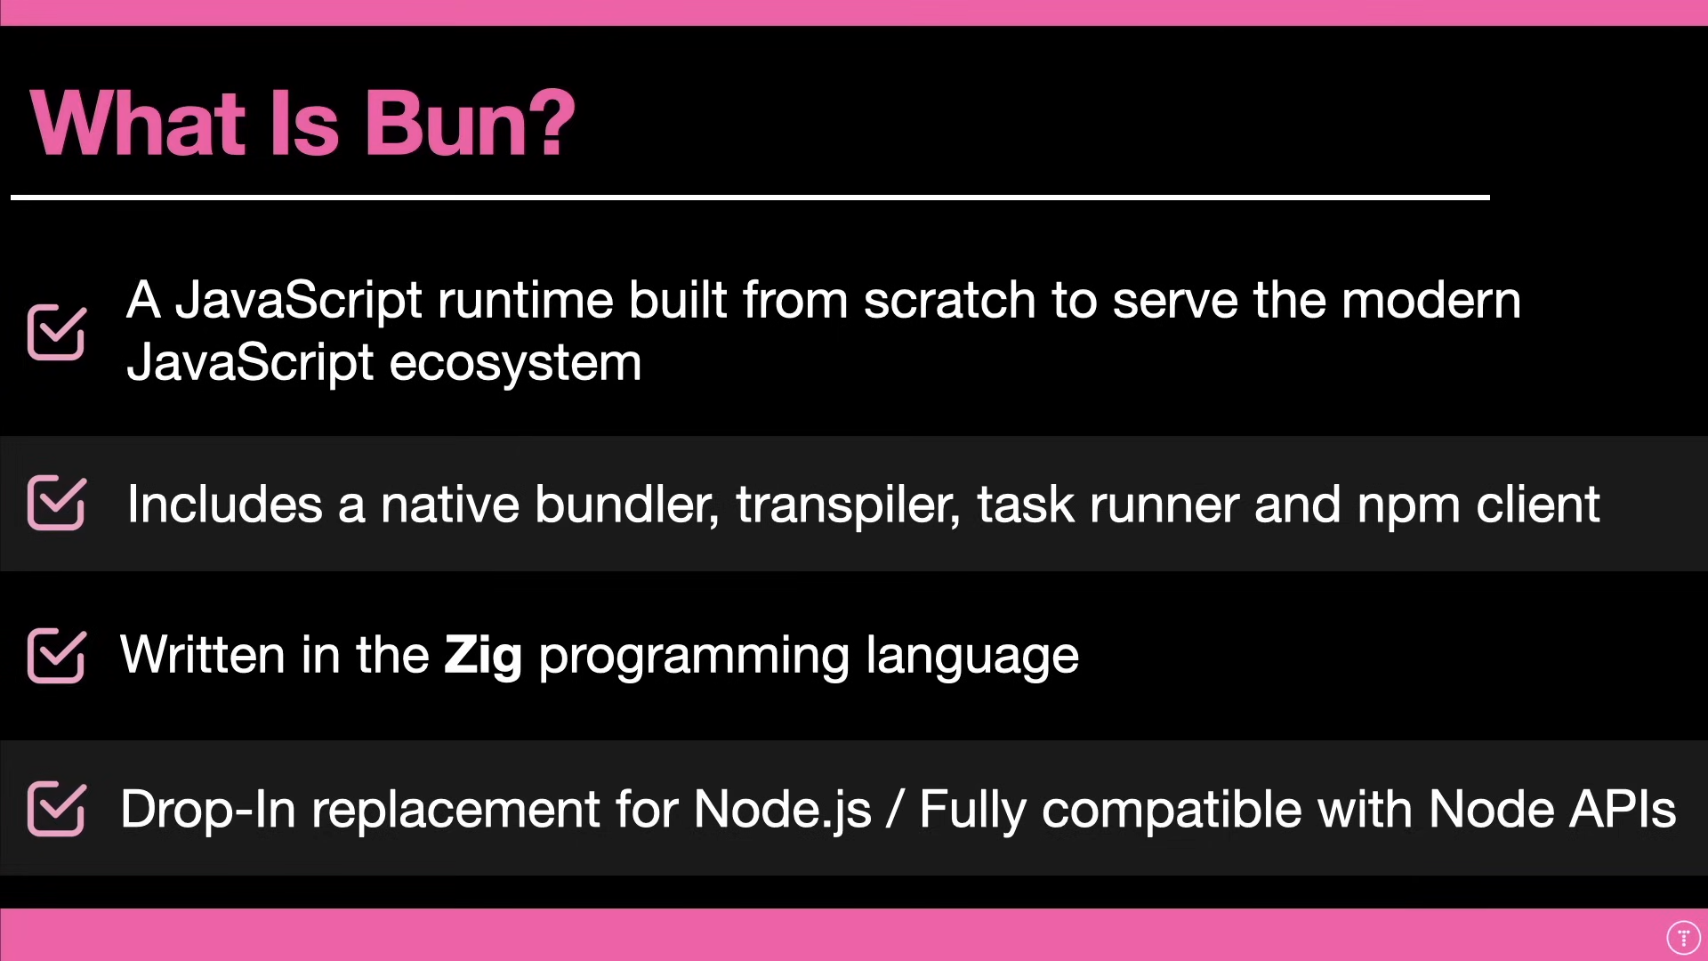 What Is Bun?
A JavaScript runtime built from scratch to serve the modern
JavaScript ecosystem
Includes a native bundler, transpiler, task runner and npm client
Written in the Zig programming language
Drop-In replacement for Node.js / Fully compatible with Node APIs